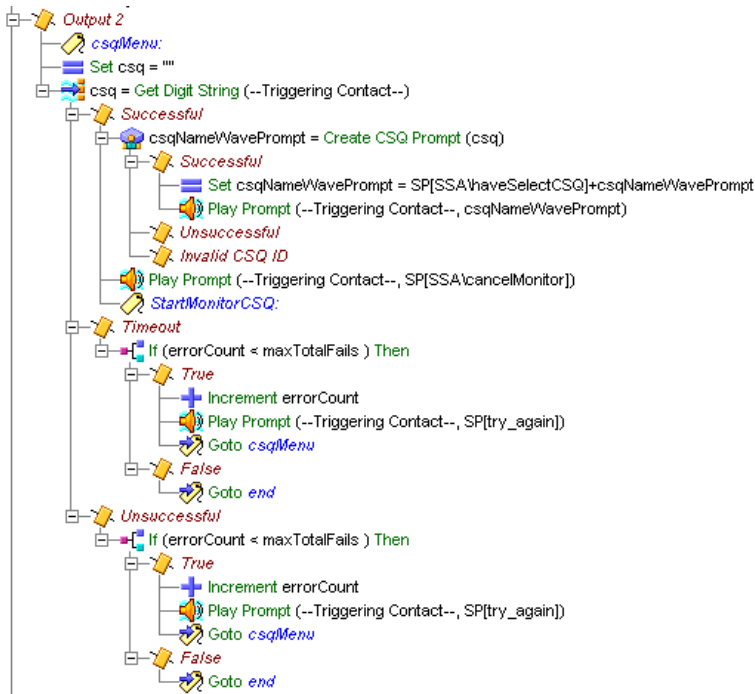 Output 2
csqMenu:
Set csq = ""
csq = Get Digit String (--Triggering Contact--)
Successful
csqNameWavePrompt = Create CSQ Prompt (csq)
Successful
Set csqNameWavePrompt = SP[SSA\haveSelectCSQ]+csqNameWavePrompt
Play Prompt (--Triggering Contact--, csqNameWavePrompt)
Unsuccessful
Invalid CSQ ID
Play Prompt (--Triggering Contact--, SP[SSA\cancelMonitor])
StartMonitorCSQ:
Timeout
If (errorCount < maxTotalFails ) Then
True
Increment errorCount
Play Prompt (--Triggering Contact--, SP[try_again])
Goto csqMenu
False
Goto end
Unsuccessful
If (errorCount < maxTotalFails ) Then
True
Increment errorCount
Play Prompt (--Triggering Contact--, SP[try_again])
Goto csqMenu
False
Goto end